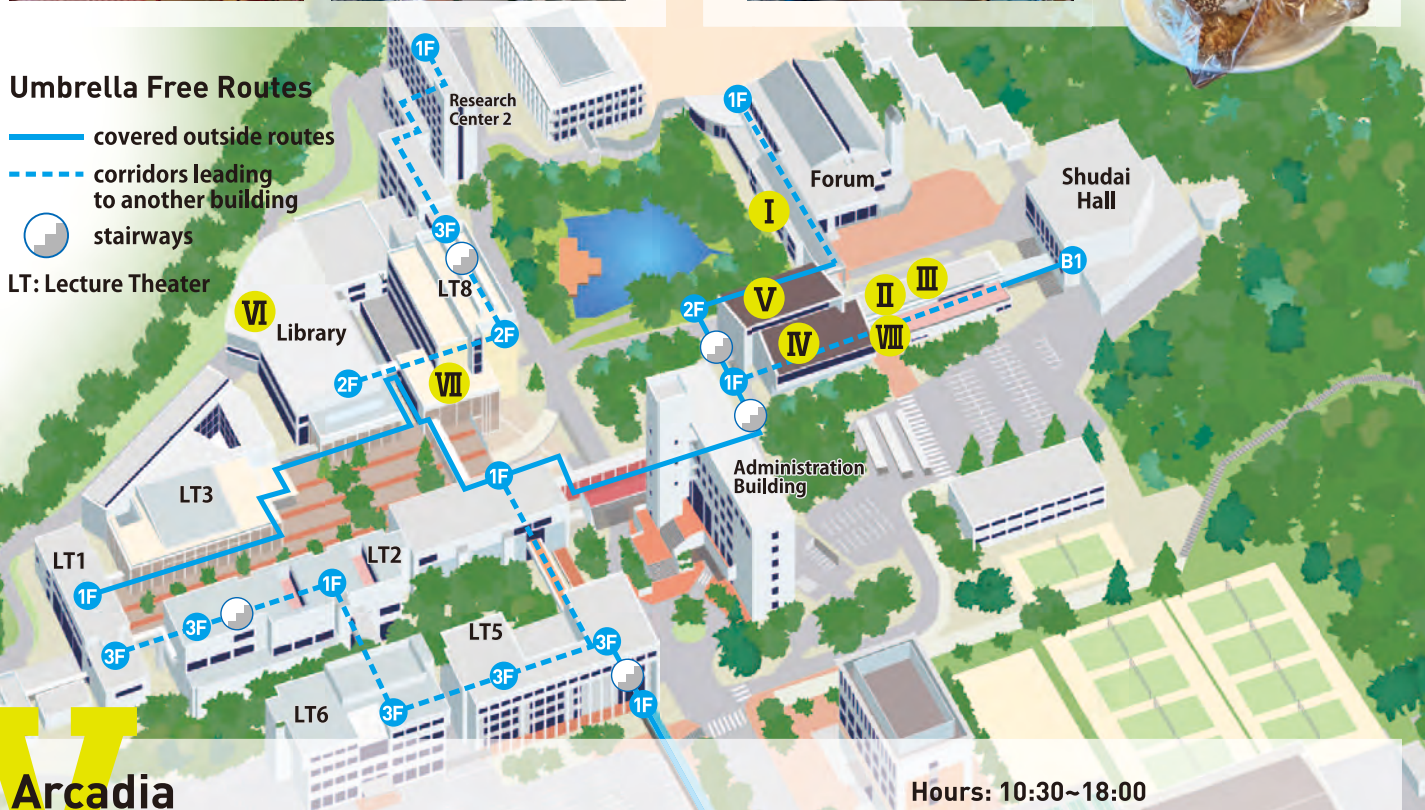 Umbrella Free Routes
covered outside routes
corridors leading
to another building
stairways
LT: Lecture Theater
1F
Research
Center 2
1F
Forum
Shudai
Hall
Ⅰ
3F
LT8
B1
Ⅵ
Library
2F
Ⅴ
Ⅱ
Ⅲ
2F
Ⅳ
Ⅷ
2F
Ⅶ
1F
Administration
Building
LT3
1F
LT1
1F
LT2
1F
3F
3F
LT5
3F
3F
LT6
3F
1F
V
Arcadia
Hours: 10:30~18:00